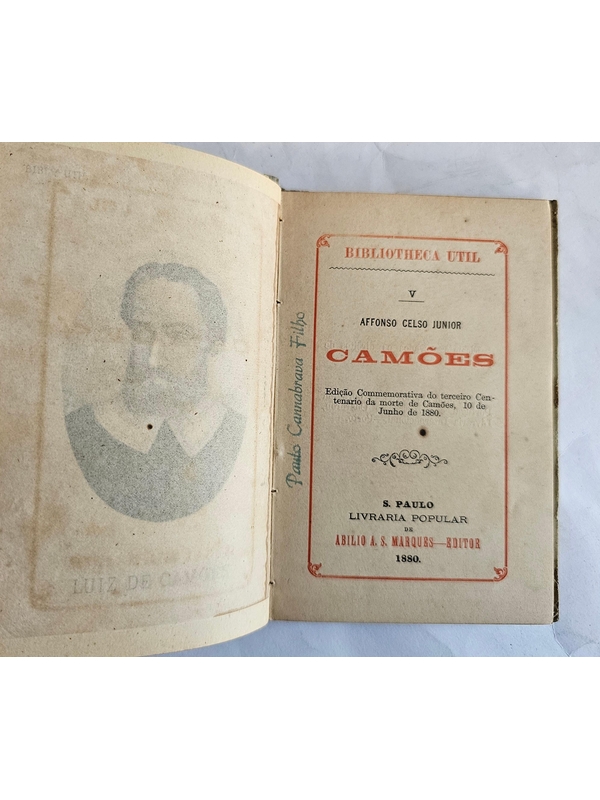 LUIZ DE CAMÕES
Paulo Cannabrava Filho
BIBLIOTHECA UTIL
V
AFFONSO CELSO JUNIOR
CAMÕES
Edição Commemorativa do terceiro Cen-
tenario da morte de Camões, 10 de
Junho de 1880.
S. PAULO
LIVRARIA POPULAR
DE
ABILIO A. S. MARQUES—EDITOR
1880.